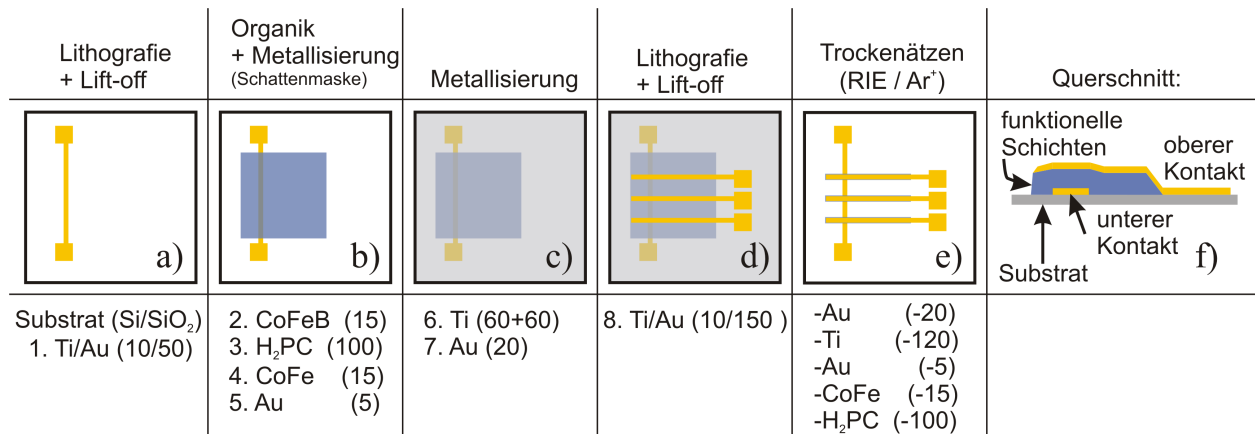 Lithografie
+ Lift-off
Organik
+ Metallisierung
(Schattenmaske)
Metallisierung
Lithografie
+ Lift-off
Trockenätzen
(RIE / Ar⁺)
Querschnitt:
a)
b)
c)
d)
e)
funktionelle
Schichten
oberer
Kontakt
unterer
Kontakt
Substrat
f)
Substrat (Si/SiO₂)
1. Ti/Au (10/50)
2. CoFeB (15)
3. H₂PC (100)
4. CoFe (15)
5. Au (5)
6. Ti (60+60)
7. Au (20)
8. Ti/Au (10/150 )
-Au (-20)
-Ti (-120)
-Au (-5)
-CoFe (-15)
-H₂PC (-100)